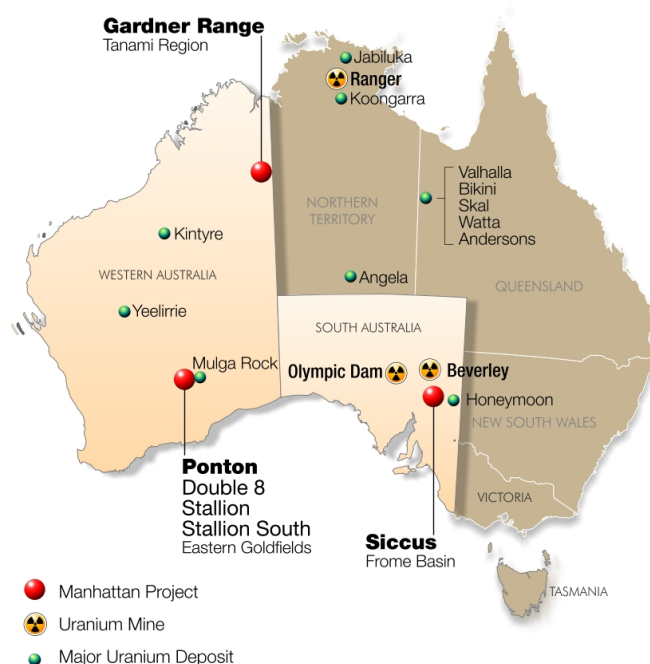 Gardner Range
Tanami Region
Jabiluka
Ranger
Koongarra
Valhalla
Bikini
Skal
Watta
Andersons
NORTHERN
TERRITORY
Kintyre
WESTERN AUSTRALIA
Angela
QUEENSLAND
Yeelirrie
SOUTH AUSTRALIA
Mulga Rock
Olympic Dam
Beverley
Honeymoon
NEW SOUTH WALES
Ponton
Double 8
Stallion
Stallion South
Eastern Goldfields
VICTORIA
Siccus
Frome Basin
TASMANIA
Manhattan Project
Uranium Mine
Major Uranium Deposit